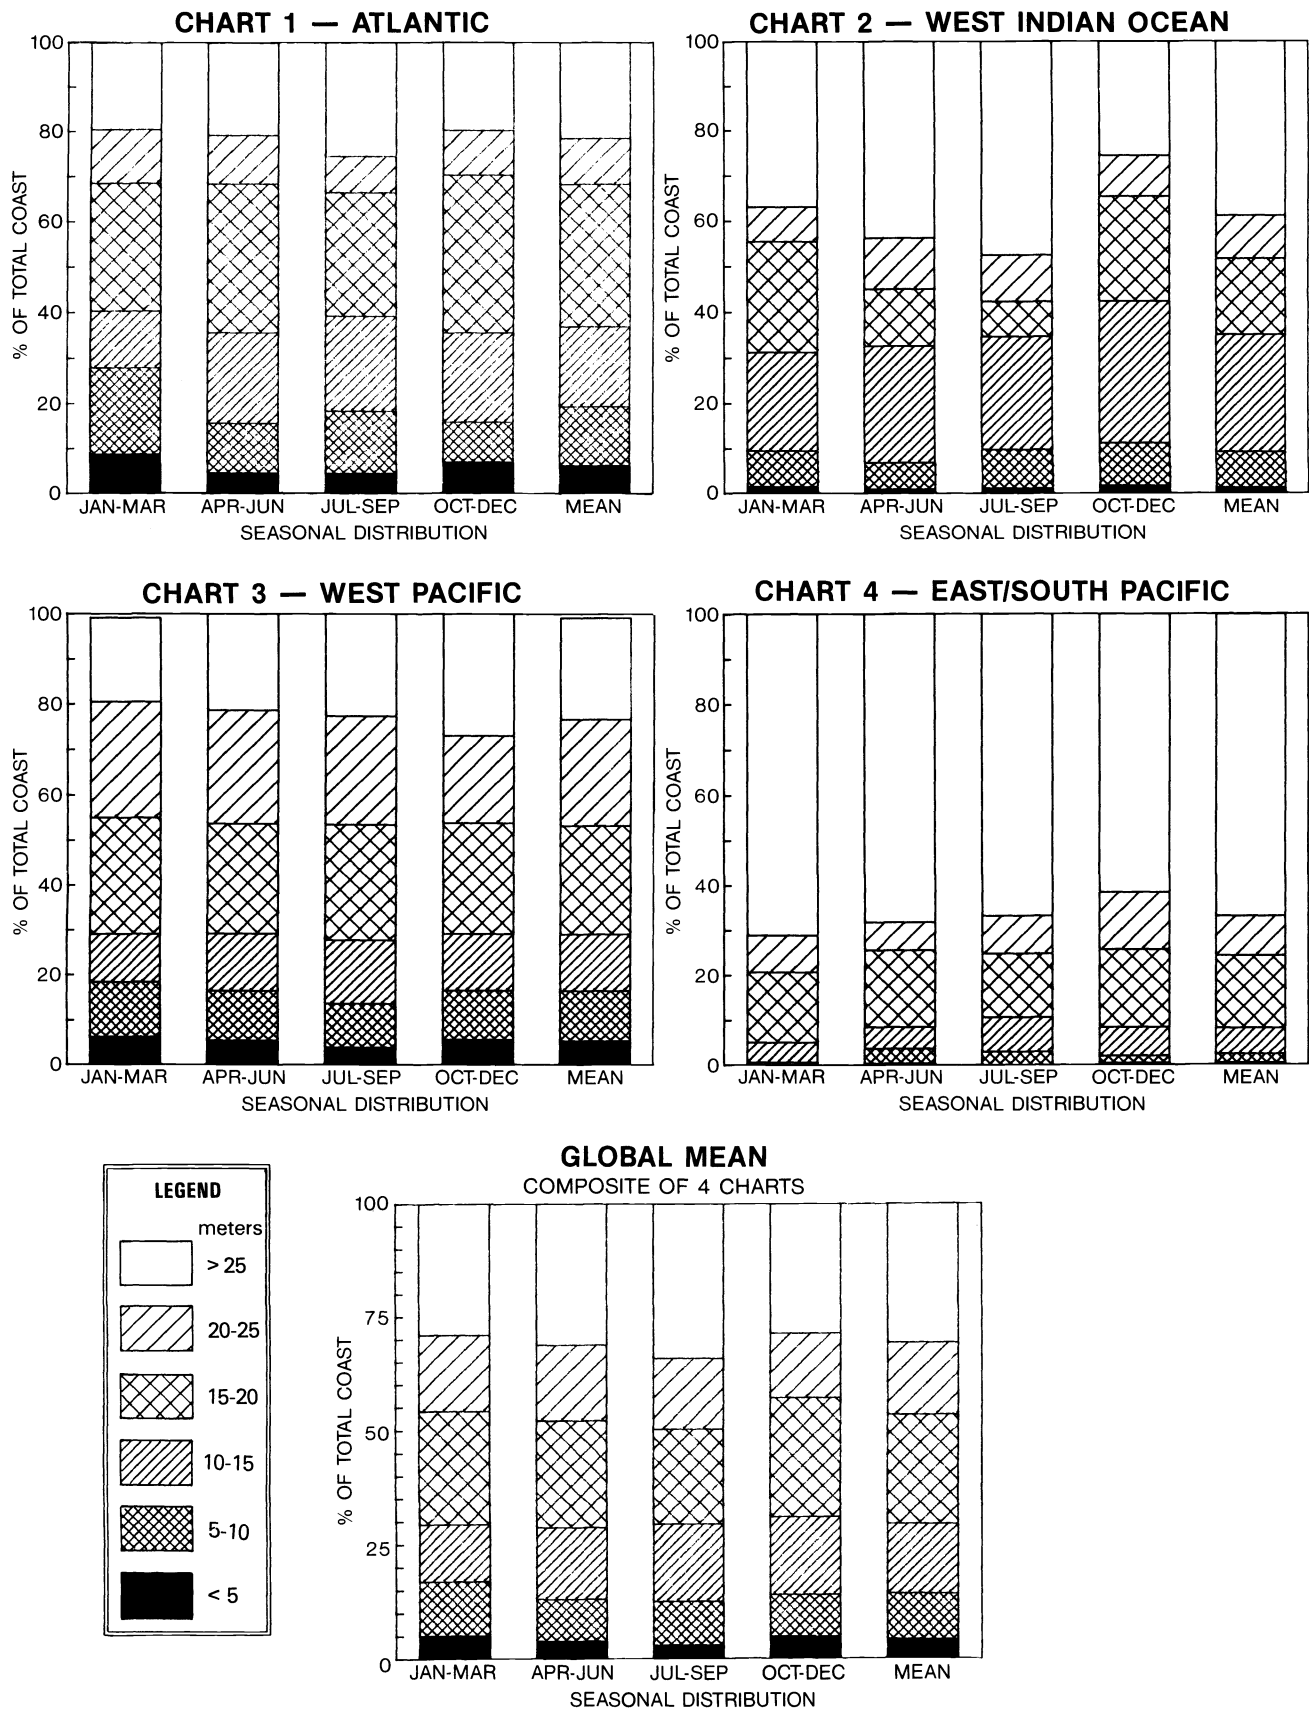 CHART 1 — ATLANTIC
% OF TOTAL COAST
100
80
60
40
20
0
JAN-MAR APR-JUN JUL-SEP OCT-DEC MEAN
SEASONAL DISTRIBUTION
CHART 2 — WEST INDIAN OCEAN
% OF TOTAL COAST
100
80
60
40
20
0
JAN-MAR APR-JUN JUL-SEP OCT-DEC MEAN
SEASONAL DISTRIBUTION
CHART 3 — WEST PACIFIC
% OF TOTAL COAST
100
80
60
40
20
0
JAN-MAR APR-JUN JUL-SEP OCT-DEC MEAN
SEASONAL DISTRIBUTION
CHART 4 — EAST/SOUTH PACIFIC
% OF TOTAL COAST
100
80
60
40
20
0
JAN-MAR APR-JUN JUL-SEP OCT-DEC MEAN
SEASONAL DISTRIBUTION
LEGEND
meters
> 25
20-25
15-20
10-15
5-10
< 5
GLOBAL MEAN
COMPOSITE OF 4 CHARTS
% OF TOTAL COAST
100
75
50
25
0
JAN-MAR APR-JUN JUL-SEP OCT-DEC MEAN
SEASONAL DISTRIBUTION